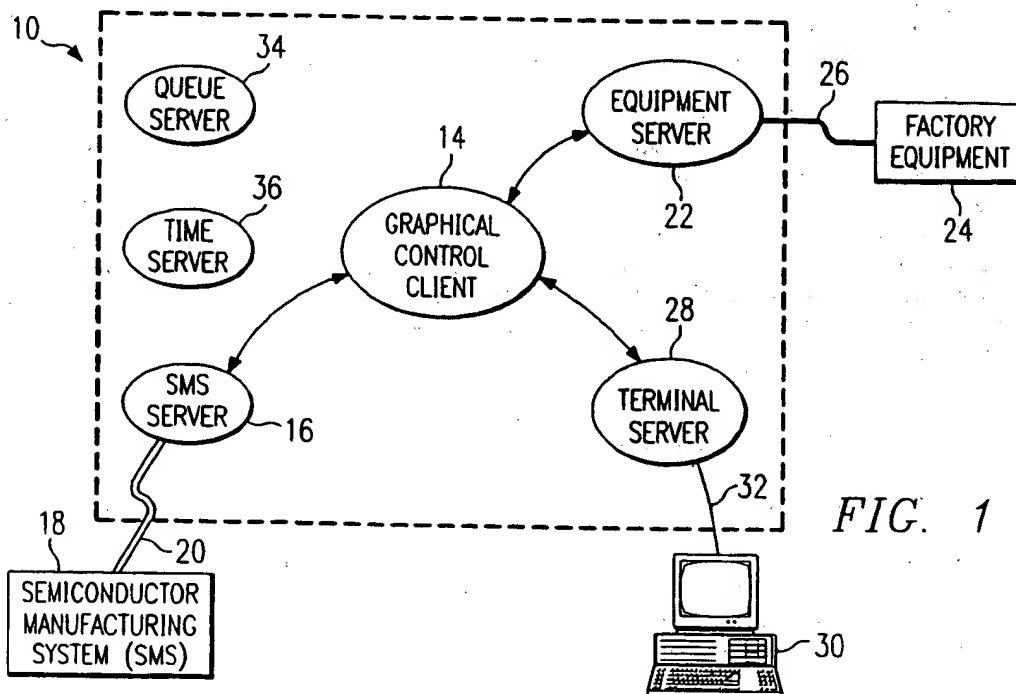 10
34
QUEUE
SERVER
EQUIPMENT
SERVER
26
FACTORY
EQUIPMENT
14
22
24
36
TIME
SERVER
GRAPHICAL
CONTROL
CLIENT
28
SMS
SERVER
16
TERMINAL
SERVER
32
FIG. 1
18
20
SEMICONDUCTOR
MANUFACTURING
SYSTEM (SMS)
30